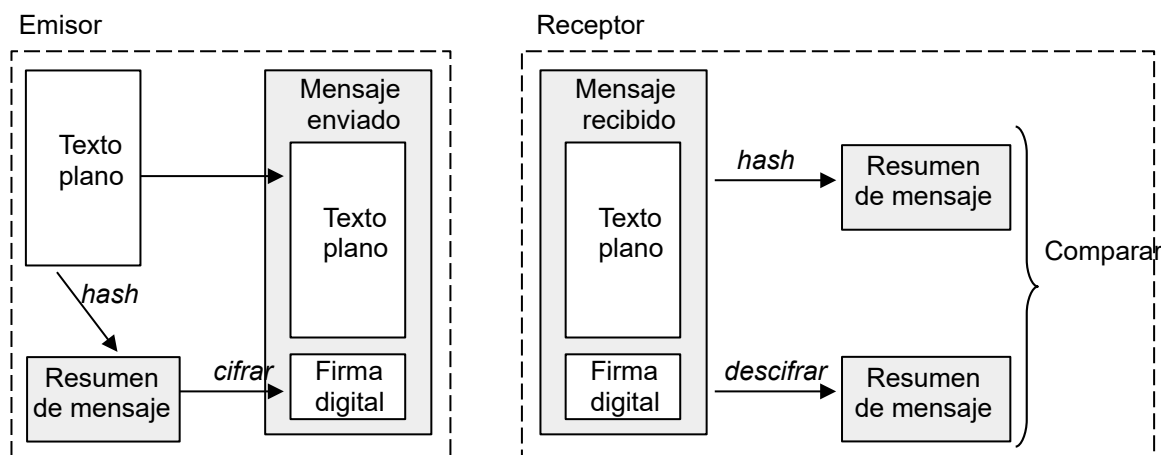 Emisor
Texto
plano
hash
Resumen
de mensaje
cifrar
Mensaje
enviado
Texto
plano
Firma
digital
Receptor
Mensaje
recibido
Texto
plano
Firma
digital
hash
Resumen
de mensaje
descifrar
Resumen
de mensaje
Comparar